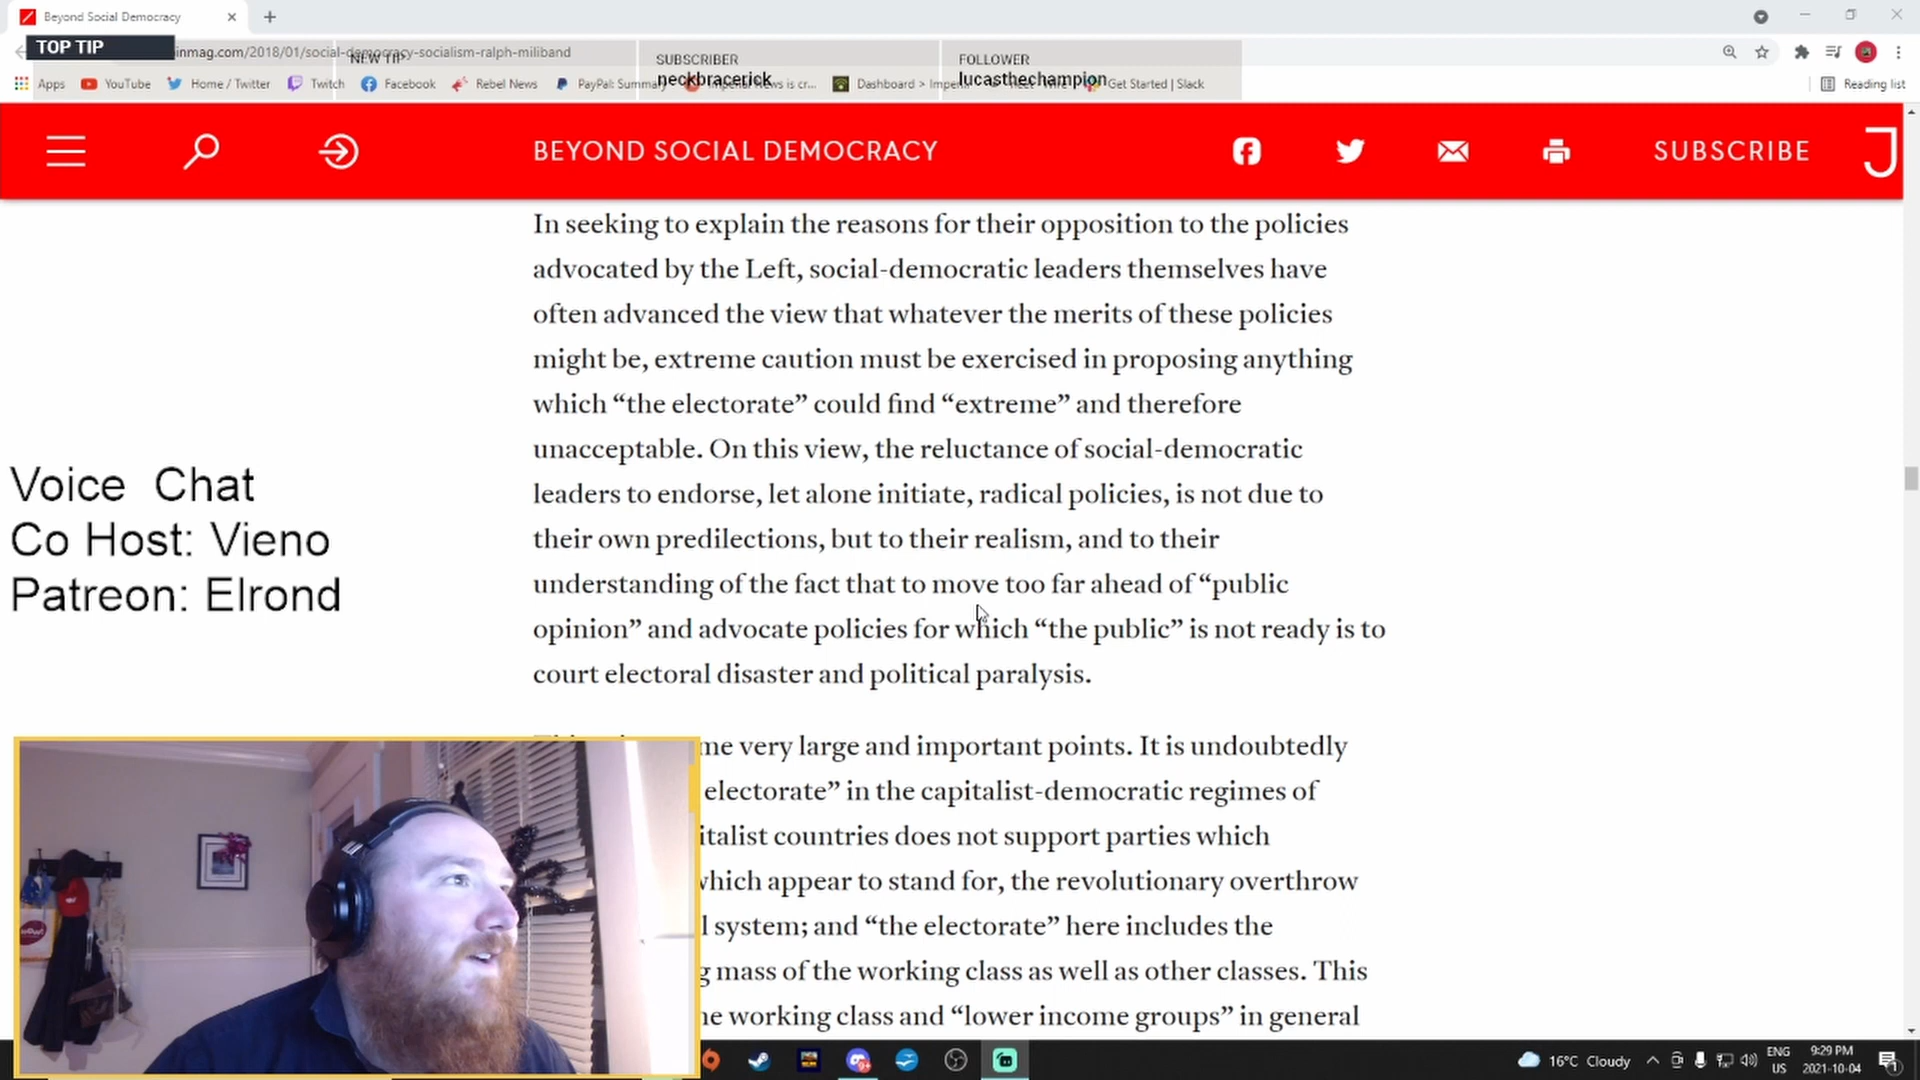 Beyond Social Democracy
TOP TIP
inmag.com/2018/01/social-democracy-socialism-ralph-miliband
NEW TIP
SUBSCRIBER
neckbracerick
FOLLOWER
lucasthechampion
Apps
YouTube
Home / Twitter
Twitch
Facebook
Rebel News
PayPal: Summary
Dashboard > Imper...
Get Started | Slack
Reading list
BEYOND SOCIAL DEMOCRACY
SUBSCRIBE
J
In seeking to explain the reasons for their opposition to the policies
advocated by the Left, social-democratic leaders themselves have
often advanced the view that whatever the merits of these policies
might be, extreme caution must be exercised in proposing anything
which “the electorate” could find “extreme” and therefore
unacceptable. On this view, the reluctance of social-democratic
leaders to endorse, let alone initiate, radical policies, is not due to
their own predilections, but to their realism, and to their
understanding of the fact that to move too far ahead of “public
opinion” and advocate policies for which “the public” is not ready is to
court electoral disaster and political paralysis.
Voice Chat
Co Host: Vieno
Patreon: Elrond
me very large and important points. It is undoubtedly
electorate” in the capitalist-democratic regimes of
italist countries does not support parties which
which appear to stand for, the revolutionary overthrow
l system; and “the electorate” here includes the
g mass of the working class as well as other classes. This
he working class and “lower income groups” in general
16°C Cloudy
ENG
US
9:29 PM
2021-10-04